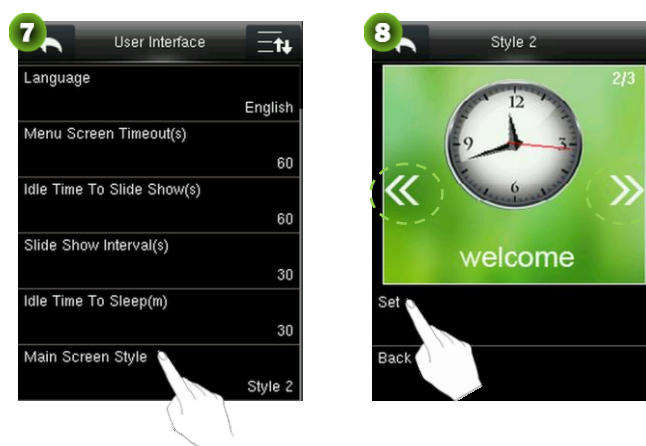 7
User Interface
Language
English
Menu Screen Timeout(s)
60
Idle Time To Slide Show(s)
60
Slide Show Interval(s)
30
Idle Time To Sleep(m)
30
Main Screen Style
Style 2
8
Style 2
2/3
12
9
3
6
welcome
Set
Back